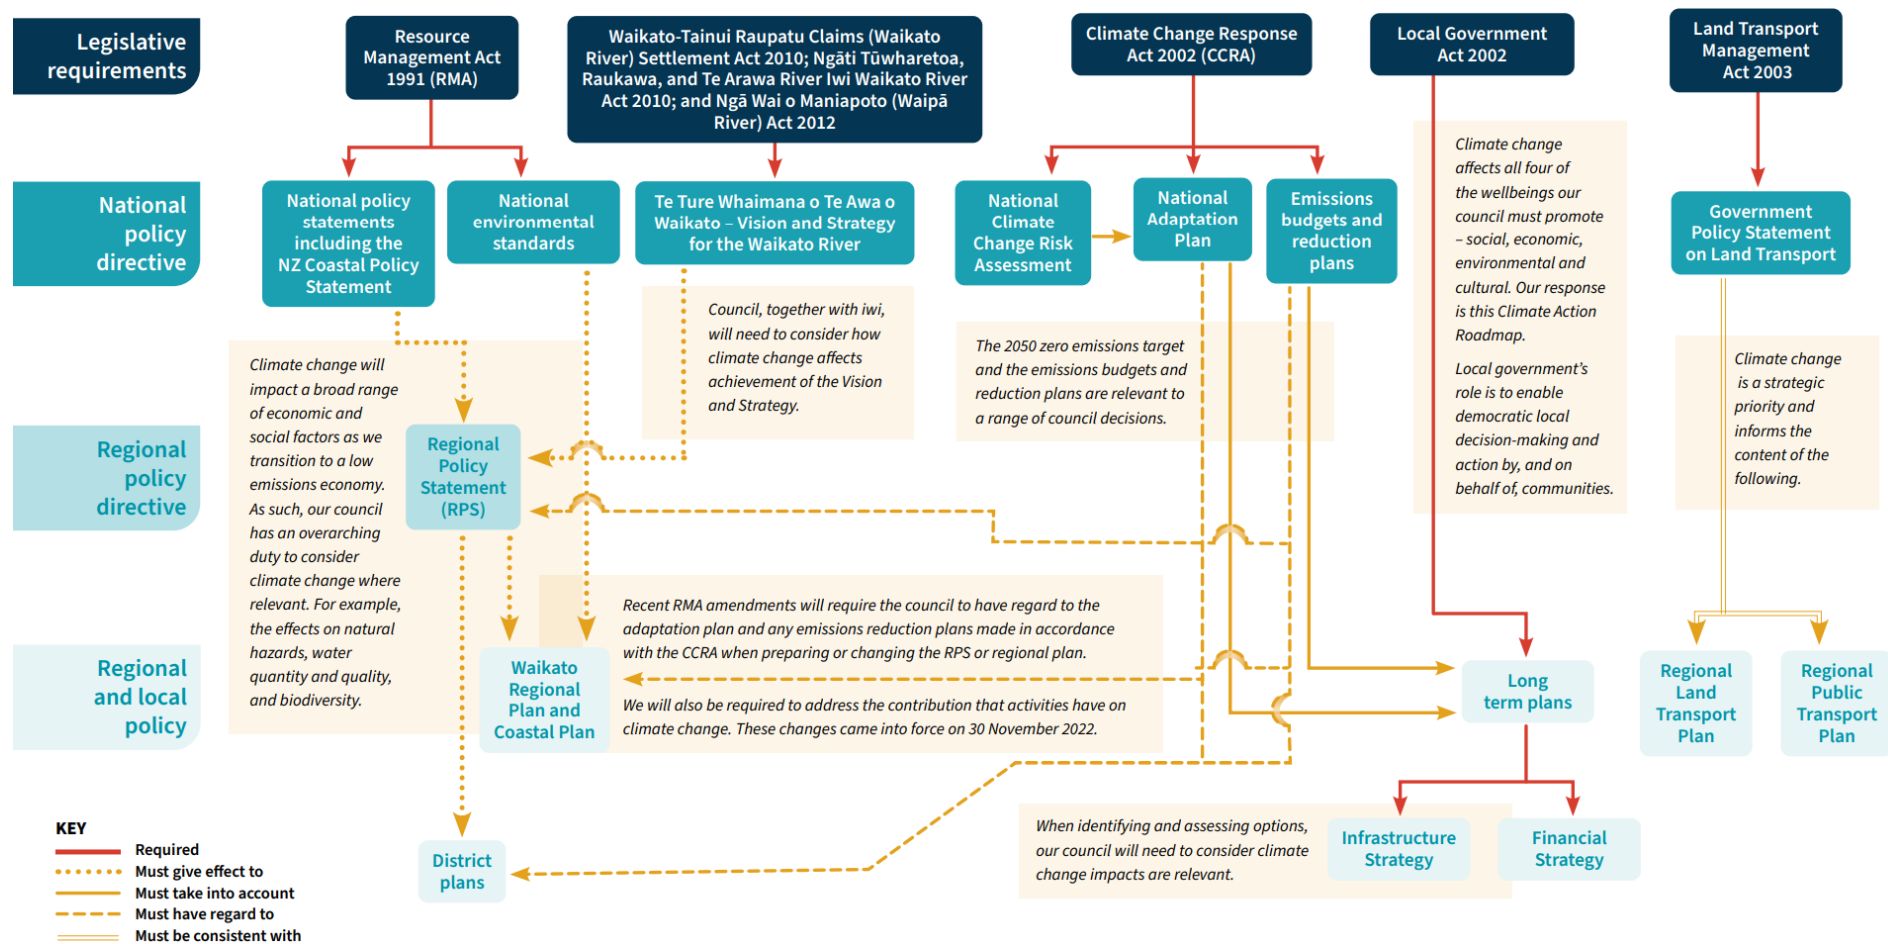 Legislative
requirements
Resource
Management Act
1991 (RMA)
Waikato-Tainui Raupatu Claims (Waikato
River) Settlement Act 2010; Ngāti Tūwharetoa,
Raukawa, and Te Arawa River Iwi Waikato River
Act 2010; and Ngā Wai o Maniapoto (Waipā
River) Act 2012
Climate Change Response
Act 2002 (CCRA)
Local Government
Act 2002
Land Transport
Management
Act 2003
National
policy
directive
National policy
statements
including the
NZ Coastal Policy
Statement
National
environmental
standards
Te Ture Whaimana o Te Awa o
Waikato – Vision and Strategy
for the Waikato River
National
Climate
Change Risk
Assessment
National
Adaptation
Plan
Emissions
budgets and
reduction
plans
Climate change
affects all four of
the wellbeings our
council must promote
– social, economic,
environmental and
cultural. Our response
is this Climate Action
Roadmap.
Local government's
role is to enable
democratic local
decision-making and
action by, and on
behalf of, communities.
Government
Policy Statement
on Land Transport
Climate change will
impact a broad range
of economic and
social factors as we
transition to a low
emissions economy.
As such, our council
has an overarching
duty to consider
climate change where
relevant. For example,
the effects on natural
hazards, water
quantity and quality,
and biodiversity.
Council, together with iwi,
will need to consider how
climate change affects
achievement of the Vision
and Strategy.
The 2050 zero emissions target
and the emissions budgets and
reduction plans are relevant to
a range of council decisions.
Climate change
is a strategic
priority and
informs the
content of the
following.
Regional
policy
directive
Regional
Policy
Statement
(RPS)
Regional
and local
policy
Waikato
Regional
Plan and
Coastal Plan
Recent RMA amendments will require the council to have regard to the
adaptation plan and any emissions reduction plans made in accordance
with the CCRA when preparing or changing the RPS or regional plan.
We will also be required to address the contribution that activities have on
climate change. These changes came into force on 30 November 2022.
Long
term plans
Regional
Land
Transport
Plan
Regional
Public
Transport
Plan
District
plans
When identifying and assessing options,
our council will need to consider climate
change impacts are relevant.
Infrastructure
Strategy
Financial
Strategy
KEY
Required
Must give effect to
Must take into account
Must have regard to
Must be consistent with